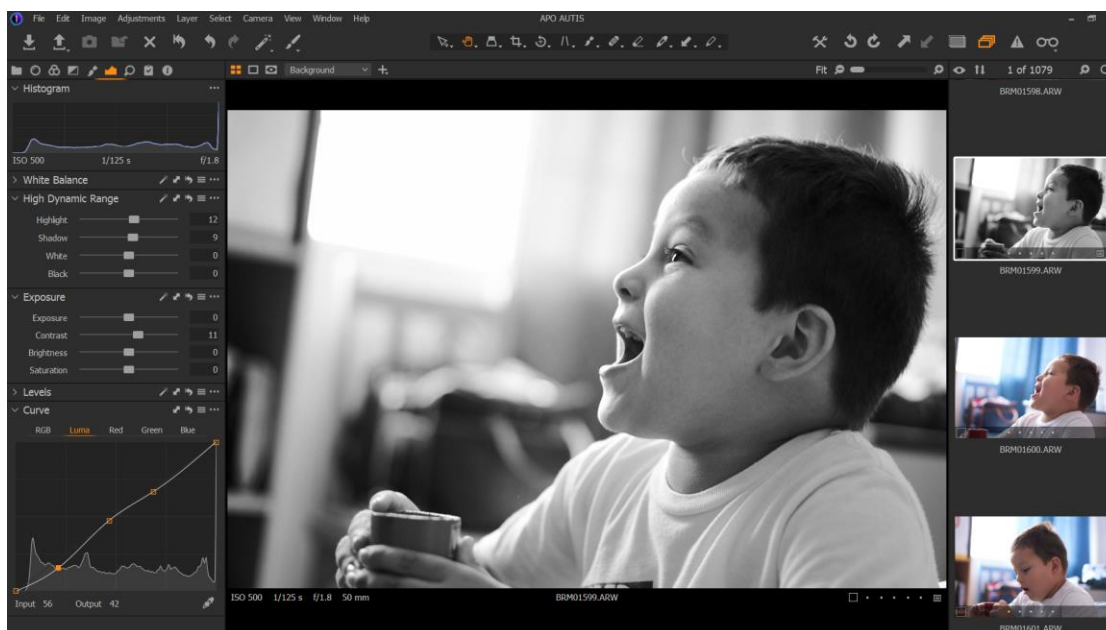 File Edit Image Adjustments Layer Select Camera View Window Help
APO AUTIS
Background
Fit
1 of 1079
Histogram
ISO 500 1/125 s f/1.8
White Balance
High Dynamic Range
Highlight 12
Shadow 9
White 0
Black 0
Exposure
Exposure 0
Contrast 11
Brightness 0
Saturation 0
Levels
Curve
RGB Luma Red Green Blue
Input 56 Output 42
ISO 500 1/125 s f/1.8 50 mm
BRM01599.ARW
BRM01598.ARW
BRM01599.ARW
BRM01600.ARW
BRM01601.ARW